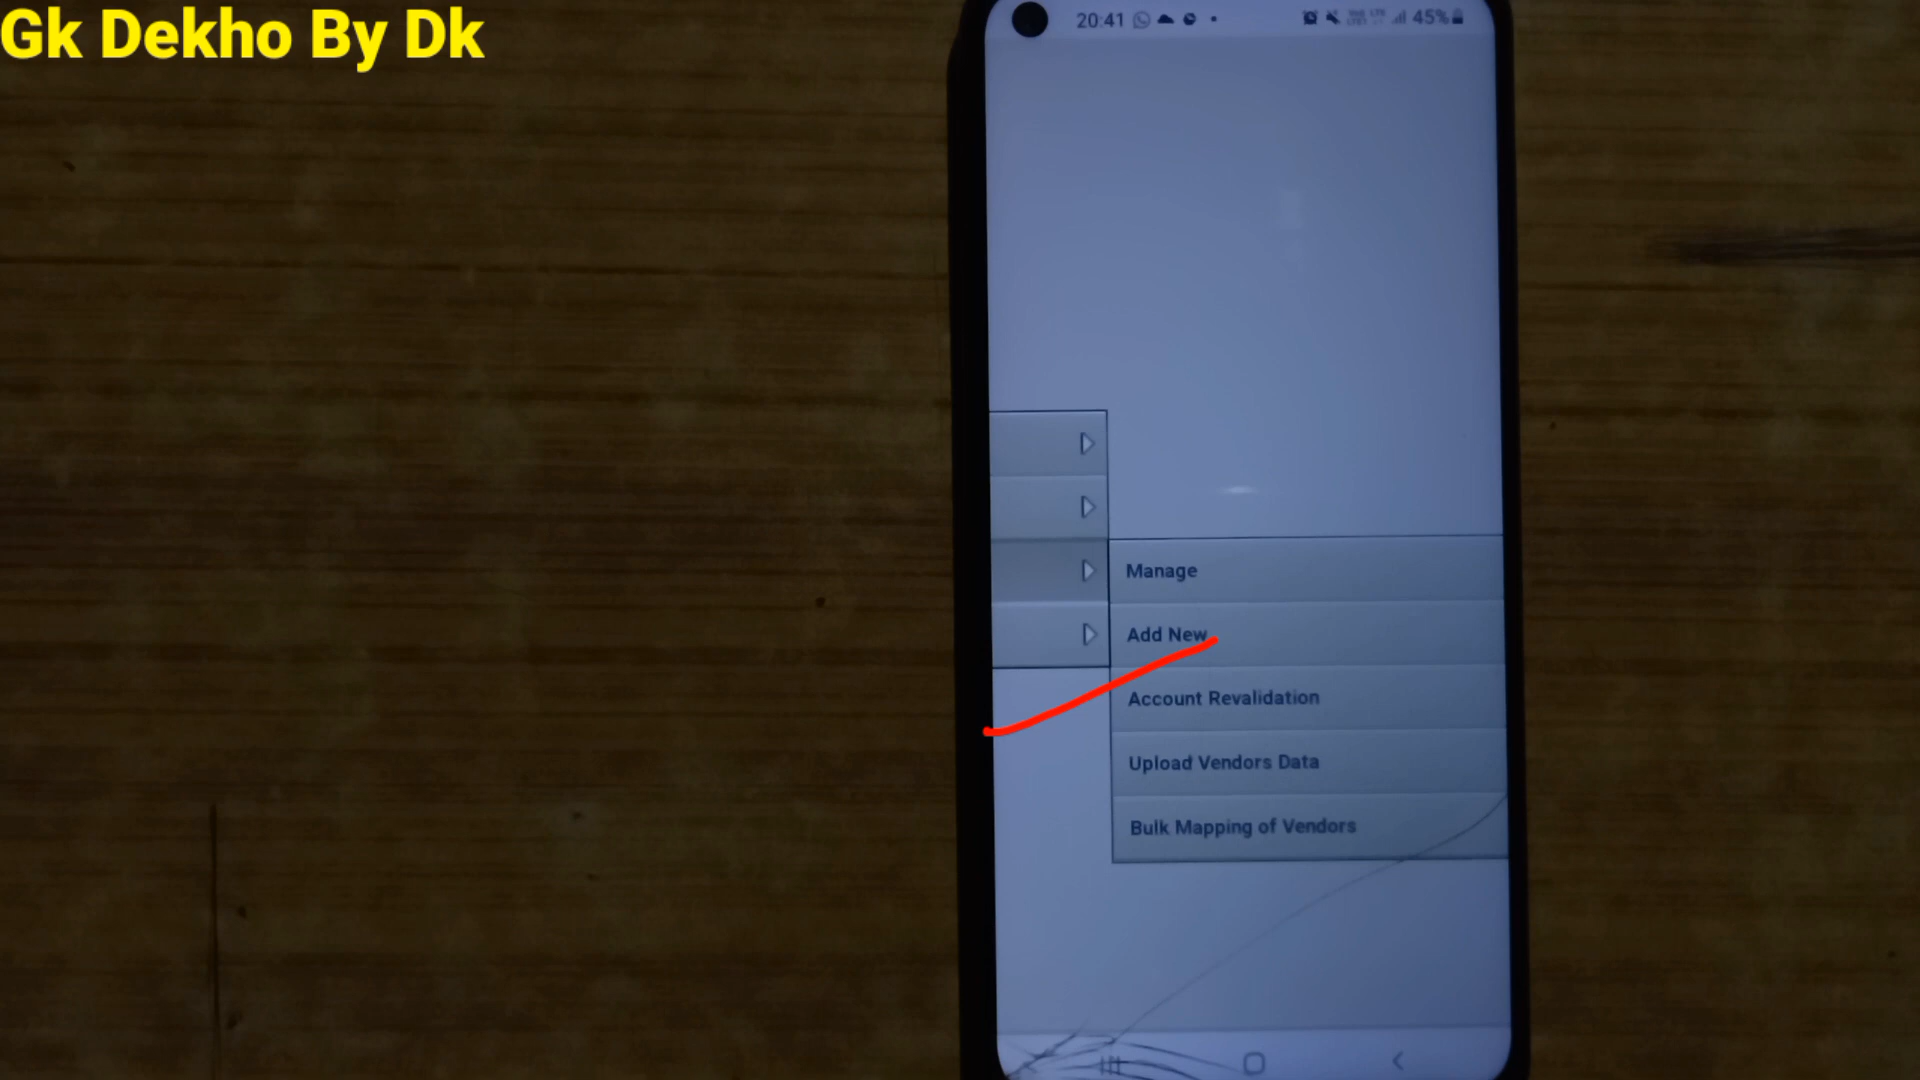 Gk Dekho By Dk
20:41
45%
Manage
Add New
Account Revalidation
Upload Vendors Data
Bulk Mapping of Vendors